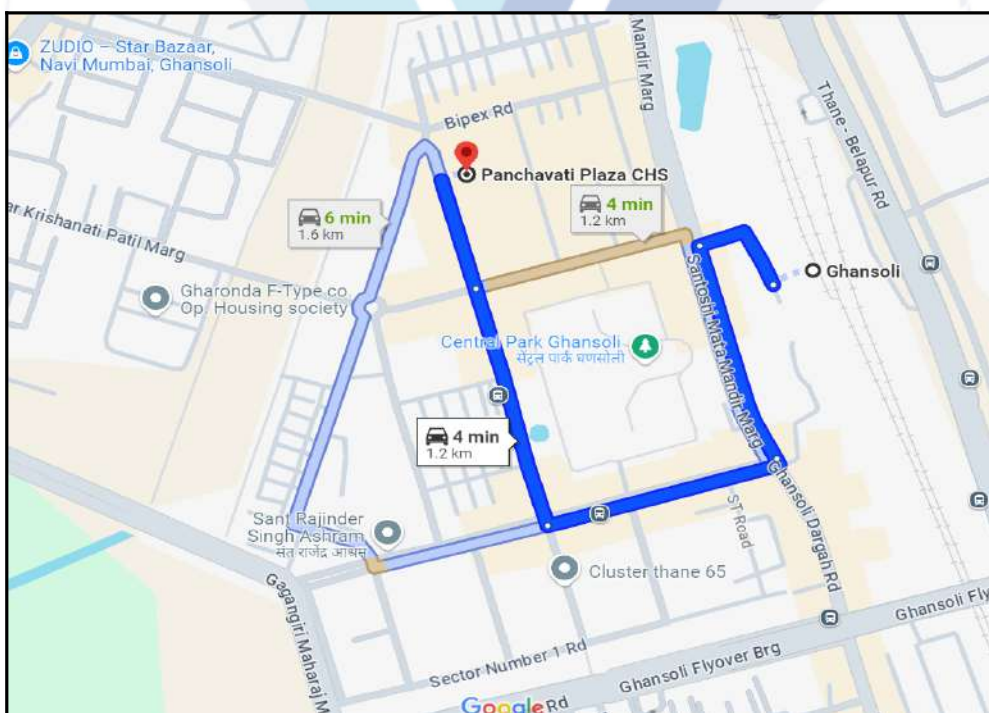 ZUDIO – Star Bazaar,
Navi Mumbai, Ghansoli
Mandir Marg
Bipex Rd
Thane - Belapur Rd
Panchavati Plaza CHS
6 min
1.6 km
4 min
1.2 km
ar Krishanati Patil Marg
Ghansoli
Gharonda F-Type co
Op. Housing society
Santoshi Mata Mandir Marg
Central Park Ghansoli
सेंट्रल पार्क घणसोली
4 min
1.2 km
Ghansoli Dargah Rd
ST Road
Sant Rajinder
Singh Ashram
संत राजेंद्र आश्रम
Cluster thane 65
Gagangiri Maharaj M
Ghansoli Fly
Sector Number 1 Rd
Ghansoli Flyover Brg
Google
Rd